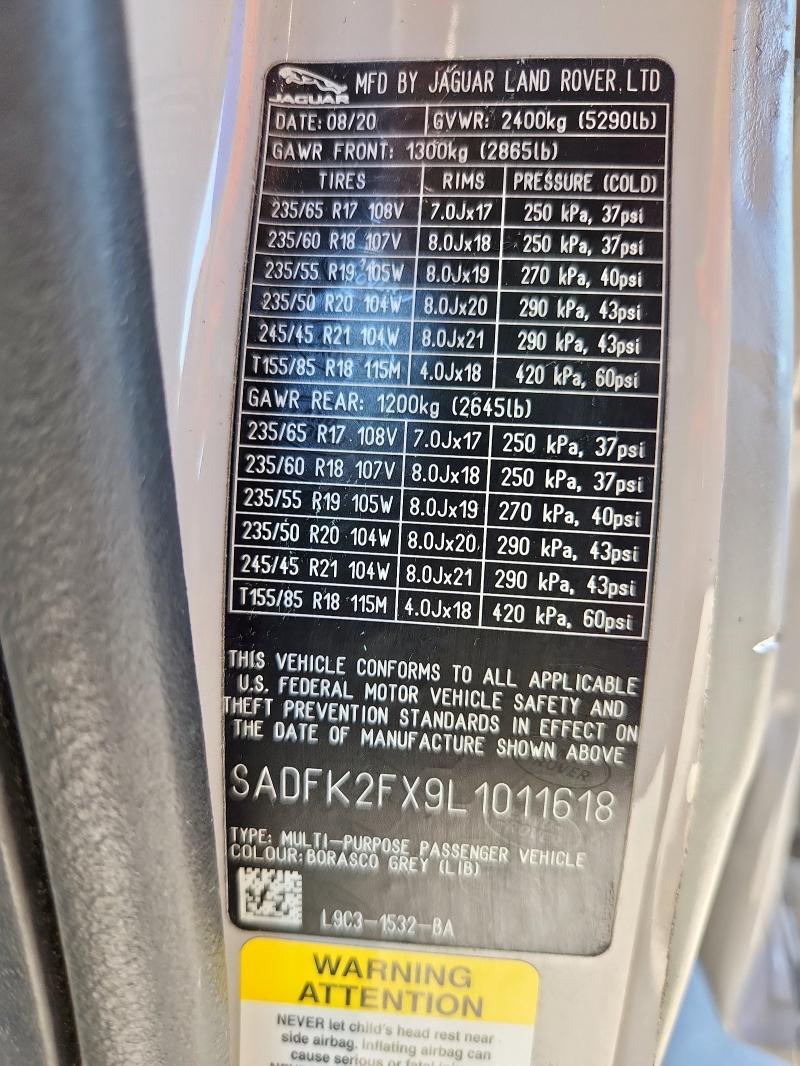 JAGUAR MFD BY JAGUAR LAND ROVER.LTD
DATE: 08/20 GVWR: 2400kg (5290lb)
GAWR FRONT: 1300kg (2865lb)
TIRES RIMS PRESSURE (COLD)
235/65 R17 108V 7.0Jx17 250 kPa, 37psi
235/60 R18 107V 8.0Jx18 250 kPa, 37psi
235/55 R19 105W 8.0Jx19 270 kPa, 40psi
235/50 R20 104W 8.0Jx20 290 kPa, 43psi
245/45 R21 104W 8.0Jx21 290 kPa, 43psi
T155/85 R18 115M 4.0Jx18 420 kPa, 60psi
GAWR REAR: 1200kg (2645lb)
235/65 R17 108V 7.0Jx17 250 kPa, 37psi
235/60 R18 107V 8.0Jx18 250 kPa, 37psi
235/55 R19 105W 8.0Jx19 270 kPa, 40psi
235/50 R20 104W 8.0Jx20 290 kPa, 43psi
245/45 R21 104W 8.0Jx21 290 kPa, 43psi
T155/85 R18 115M 4.0Jx18 420 kPa, 60psi
THIS VEHICLE CONFORMS TO ALL APPLICABLE
U.S. FEDERAL MOTOR VEHICLE SAFETY AND
THEFT PREVENTION STANDARDS IN EFFECT ON
THE DATE OF MANUFACTURE SHOWN ABOVE
SADFK2FX9L1011618
TYPE: MULTI-PURPOSE PASSENGER VEHICLE
COLOUR: BORASCO GREY (LIB)
L9C3-1532-BA
WARNING
ATTENTION
NEVER let child's head rest near
side airbag. Inflating airbag can
cause serious or fatal